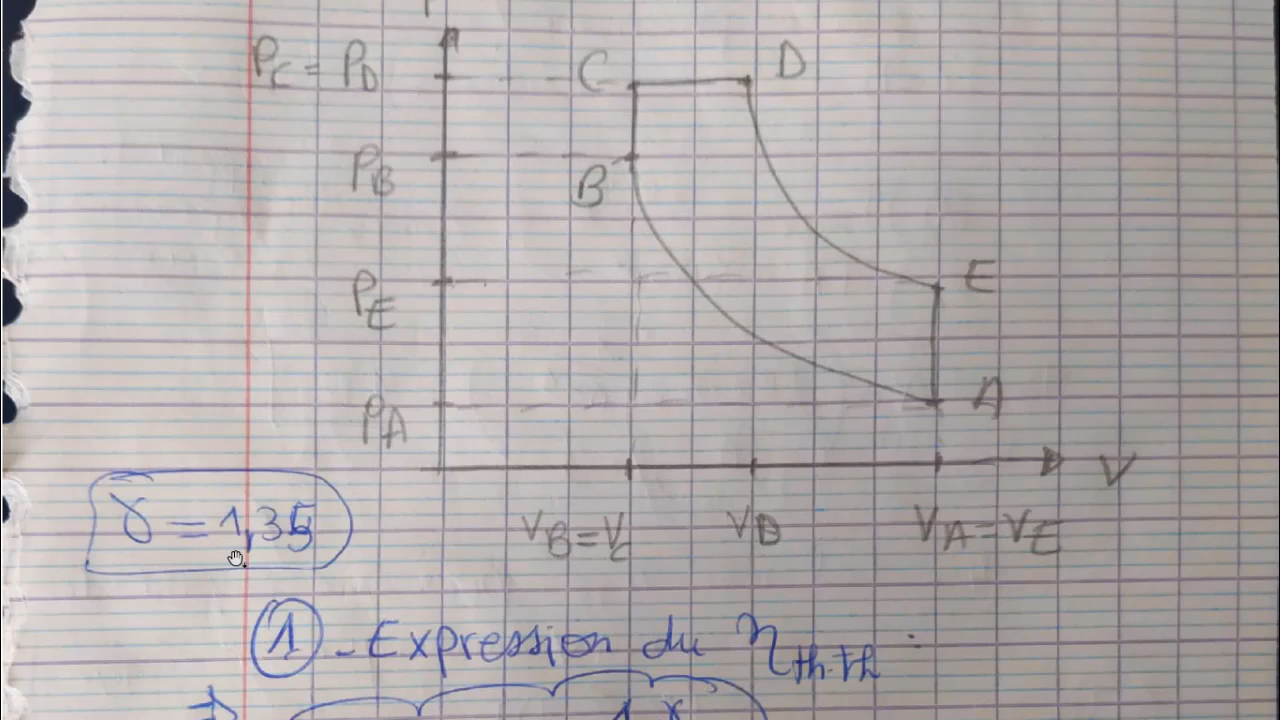 P_C = P_D
C
D
P_B
B
P_E
E
P_A
A
V
V_B = V_C
V_D
V_A = V_E
γ = 1,35
① - Expression du η_th.th :